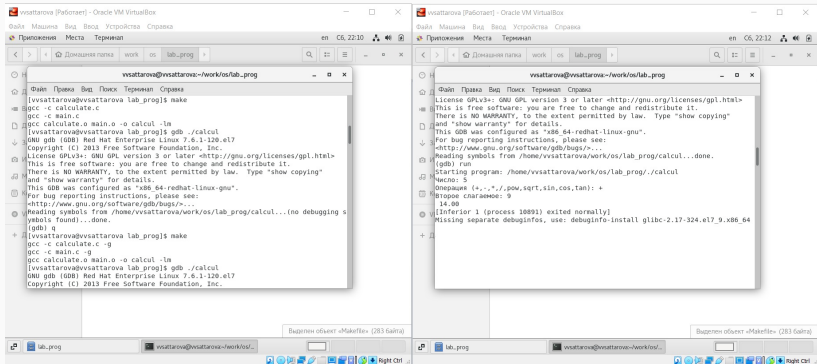 vvsattarova [Работает] - Oracle VM VirtualBox
Файл Машина Вид Ввод Устройства Справка
Приложения Места Терминал
en Сб, 22:10
Домашняя папка work os lab_prog
vvsattarova@vvsattarova:~/work/os/lab_prog
Файл Правка Вид Поиск Терминал Справка
[vvsattarova@vvsattarova lab_prog]$ make
gcc -c calculate.c
gcc -c main.c
gcc calculate.o main.o -o calcul -lm
[vvsattarova@vvsattarova lab_prog]$ gdb ./calcul
GNU gdb (GDB) Red Hat Enterprise Linux 7.6.1-120.el7
Copyright (C) 2013 Free Software Foundation, Inc.
License GPLv3+: GNU GPL version 3 or later <http://gnu.org/licenses/gpl.html>
This is free software: you are free to change and redistribute it.
There is NO WARRANTY, to the extent permitted by law.  Type "show copying"
and "show warranty" for details.
This GDB was configured as "x86_64-redhat-linux-gnu".
For bug reporting instructions, please see:
<http://www.gnu.org/software/gdb/bugs/>...
Reading symbols from /home/vvsattarova/work/os/lab_prog/calcul...(no debugging s
ymbols found)...done.
(gdb) q
[vvsattarova@vvsattarova lab_prog]$ make
gcc -c calculate.c -g
gcc -c main.c -g
gcc calculate.o main.o -o calcul -lm
[vvsattarova@vvsattarova lab_prog]$ gdb ./calcul
GNU gdb (GDB) Red Hat Enterprise Linux 7.6.1-120.el7
Copyright (C) 2013 Free Software Foundation, Inc.
Выделен объект «Makefile» (283 байта)
lab_prog
vvsattarova@vvsattarova:~/work/os/...
Right Ctrl
vvsattarova [Работает] - Oracle VM VirtualBox
Файл Машина Вид Ввод Устройства Справка
Приложения Места Терминал
en Сб, 22:12
Домашняя папка work os lab_prog
vvsattarova@vvsattarova:~/work/os/lab_prog
Файл Правка Вид Поиск Терминал Справка
License GPLv3+: GNU GPL version 3 or later <http://gnu.org/licenses/gpl.html>
This is free software: you are free to change and redistribute it.
There is NO WARRANTY, to the extent permitted by law.  Type "show copying"
and "show warranty" for details.
This GDB was configured as "x86_64-redhat-linux-gnu".
For bug reporting instructions, please see:
<http://www.gnu.org/software/gdb/bugs/>...
Reading symbols from /home/vvsattarova/work/os/lab_prog/calcul...done.
(gdb) run
Starting program: /home/vvsattarova/work/os/lab_prog/./calcul
Число: 5
Операция (+,-,*,/,pow,sqrt,sin,cos,tan): +
Второе слагаемое: 9
14.00
[Inferior 1 (process 10891) exited normally]
Missing separate debuginfos, use: debuginfo-install glibc-2.17-324.el7_9.x86_64
Выделен объект «Makefile» (283 байта)
lab_prog
vvsattarova@vvsattarova:~/work/os/...
Right Ctrl